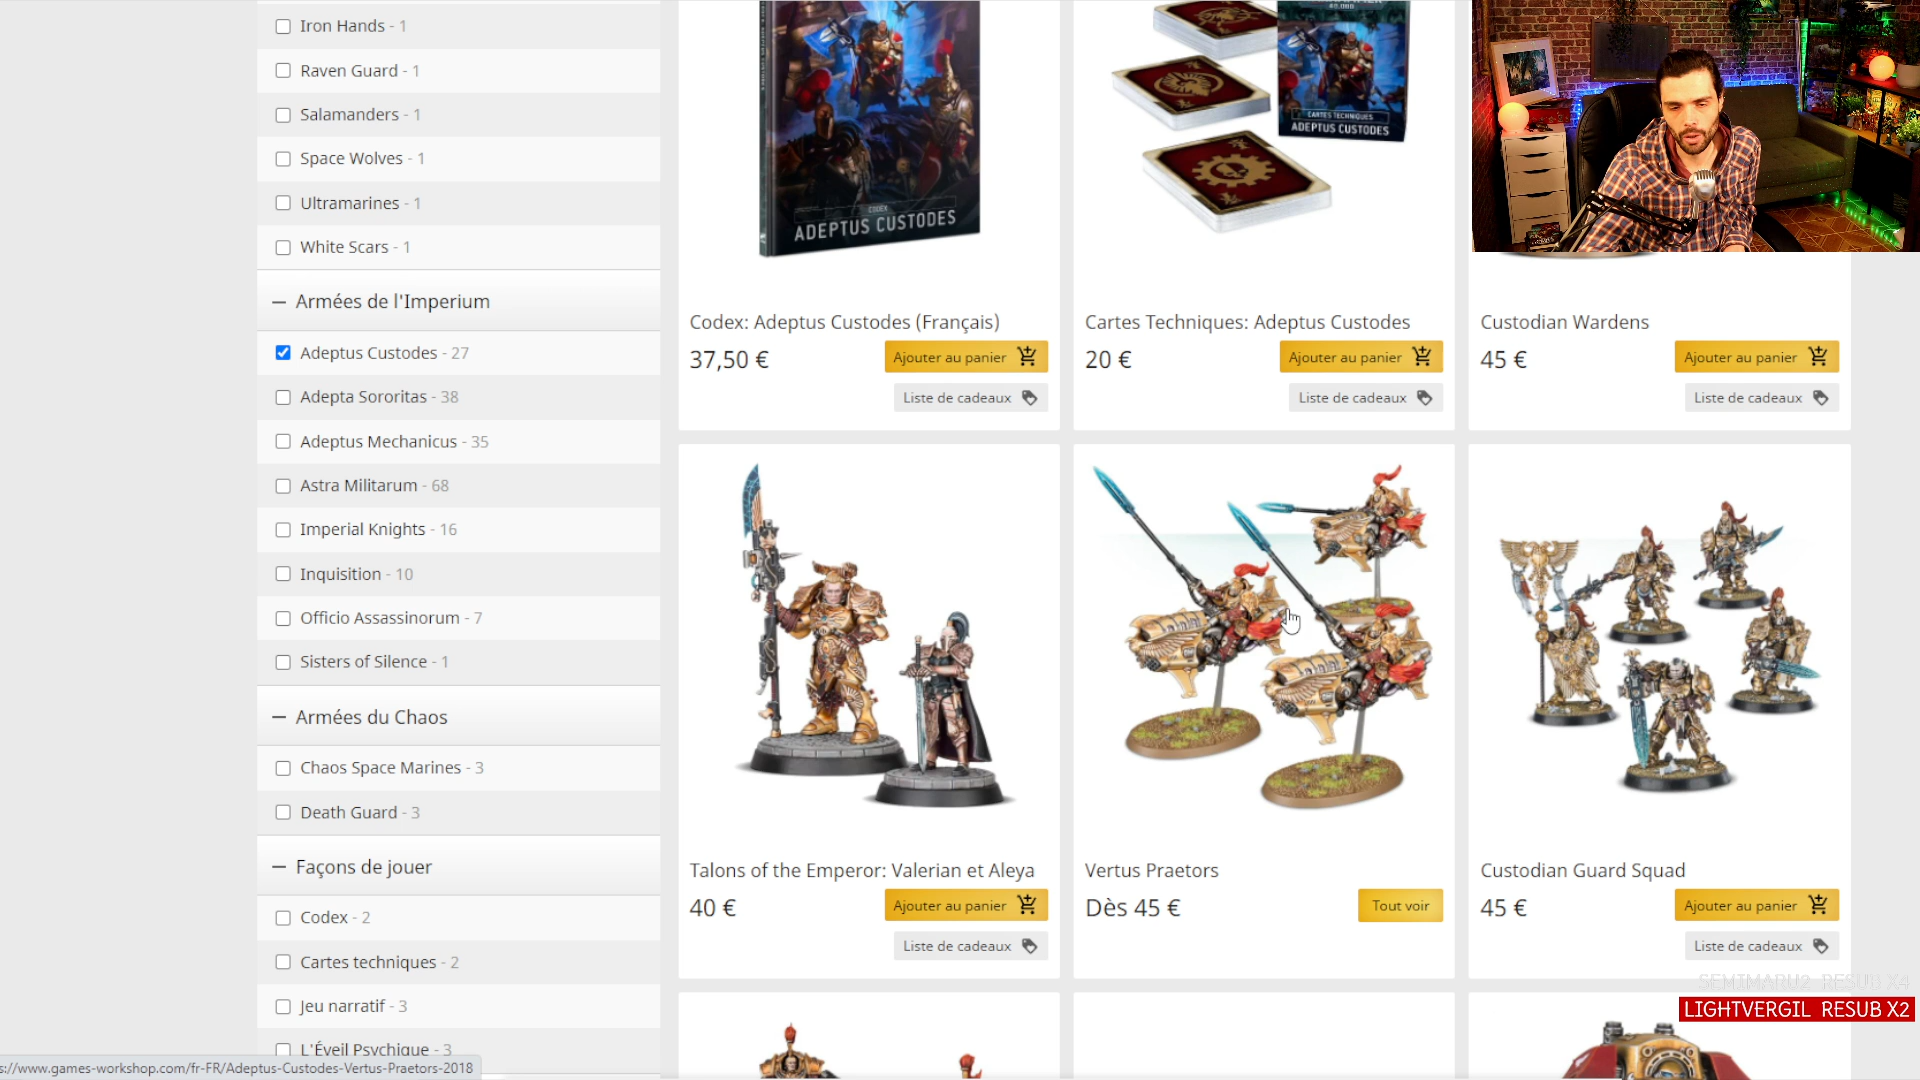 Iron Hands - 1
Raven Guard - 1
Salamanders - 1
Space Wolves - 1
Ultramarines - 1
White Scars - 1
Armées de l'Imperium
Adeptus Custodes - 27
Adepta Sororitas - 38
Adeptus Mechanicus - 35
Astra Militarum - 68
Imperial Knights - 16
Inquisition - 10
Officio Assassinorum - 7
Sisters of Silence - 1
Armées du Chaos
Chaos Space Marines - 3
Death Guard - 3
Façons de jouer
Codex - 2
Cartes techniques - 2
Jeu narratif - 3
L'Éveil Psychique - 3
s://www.games-workshop.com/fr-FR/Adeptus-Custodes-Vertus-Praetors-2018
CODEX
ADEPTUS CUSTODES
CARTES TECHNIQUES
ADEPTUS CUSTODES
Codex: Adeptus Custodes (Français)
37,50 €
Ajouter au panier
Liste de cadeaux
Cartes Techniques: Adeptus Custodes
20 €
Ajouter au panier
Liste de cadeaux
Custodian Wardens
45 €
Ajouter au panier
Liste de cadeaux
Talons of the Emperor: Valerian et Aleya
40 €
Ajouter au panier
Liste de cadeaux
Vertus Praetors
Dès 45 €
Tout voir
Custodian Guard Squad
45 €
Ajouter au panier
Liste de cadeaux
SEMIMARU2 RESUB X4
LIGHTVERGIL RESUB X2